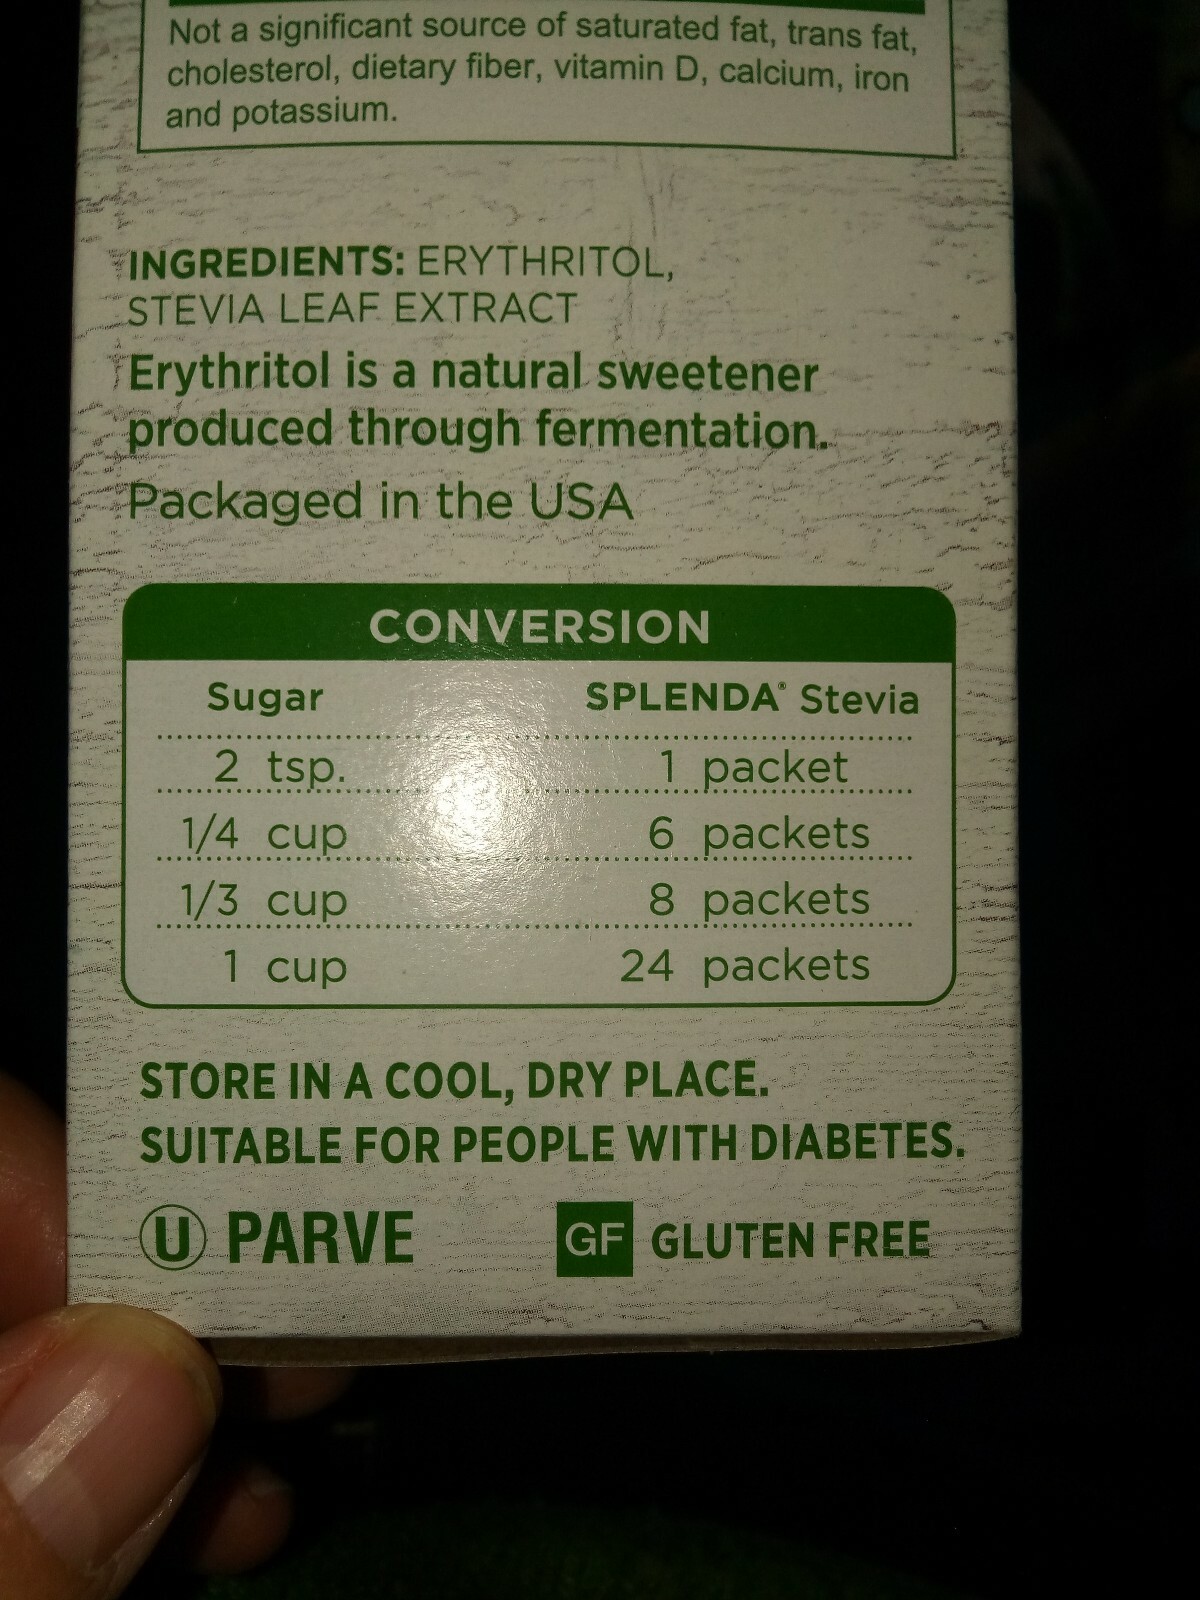 Not a significant source of saturated fat, trans fat,
cholesterol, dietary fiber, vitamin D, calcium, iron
and potassium.
INGREDIENTS: ERYTHRITOL,
STEVIA LEAF EXTRACT
Erythritol is a natural sweetener
produced through fermentation.
Packaged in the USA
CONVERSION
Sugar SPLENDA® Stevia
2 tsp. 1 packet
1/4 cup 6 packets
1/3 cup 8 packets
1 cup 24 packets
STORE IN A COOL, DRY PLACE.
SUITABLE FOR PEOPLE WITH DIABETES.
U PARVE GF GLUTEN FREE